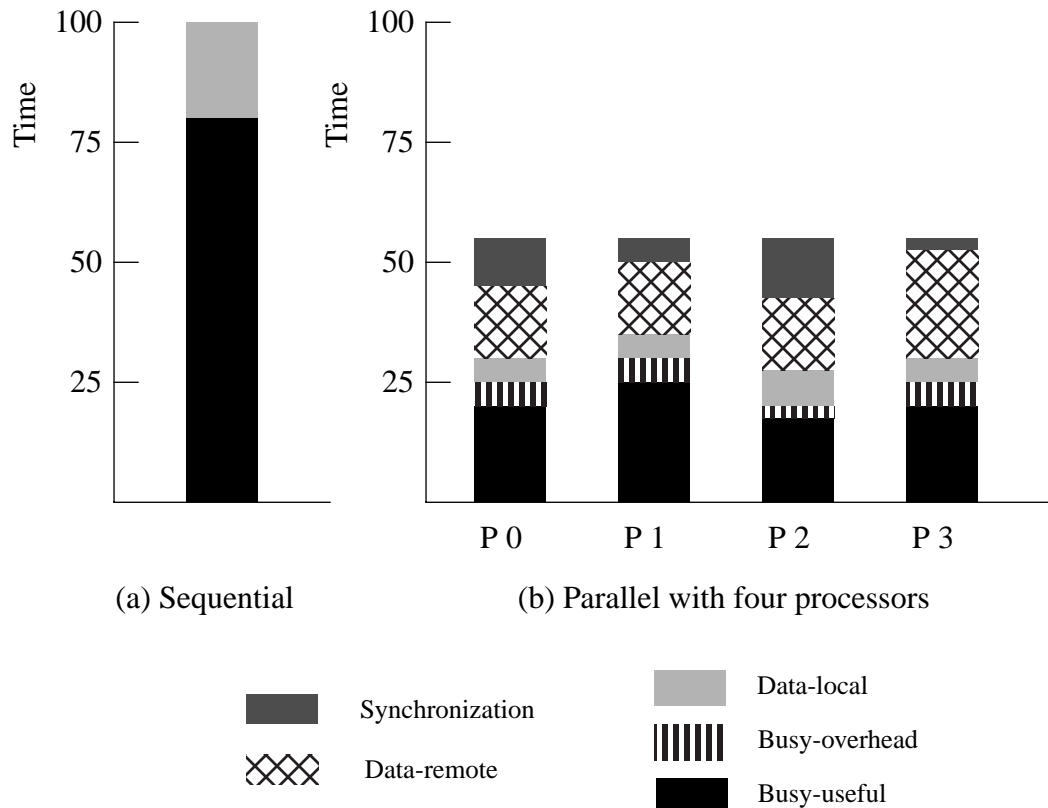 100
75
50
25
Time
(a) Sequential
100
75
50
25
Time
P 0 P 1 P 2 P 3
(b) Parallel with four processors
Synchronization
Data-remote
Data-local
Busy-overhead
Busy-useful